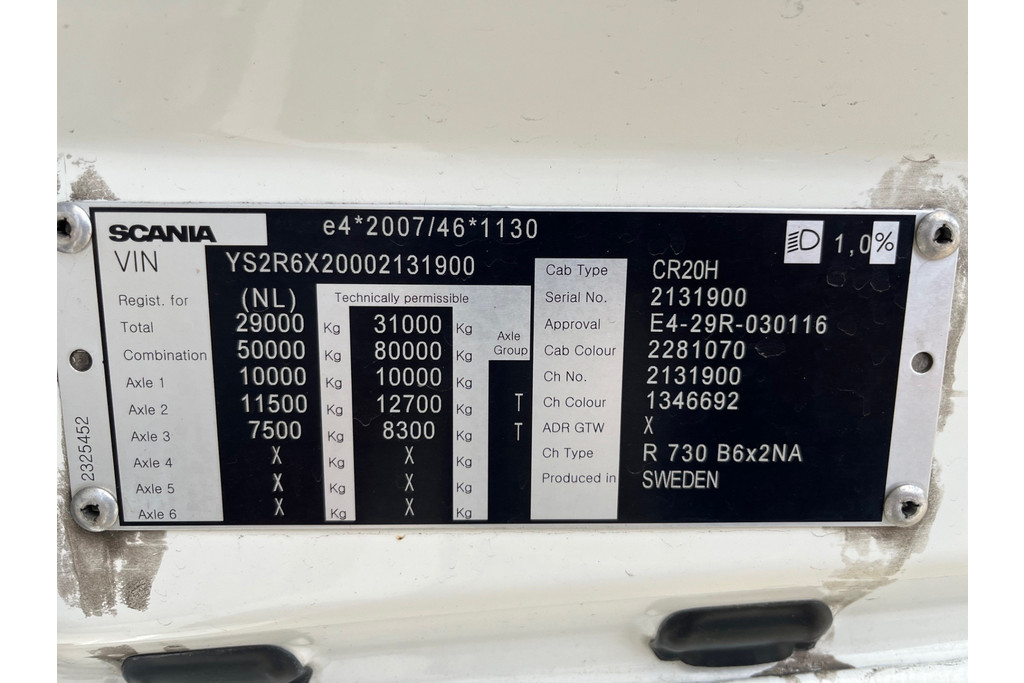 SCANIA e4*2007/46*1130 1,0%
VIN YS2R6X20002131900
Regist. for (NL) Technically permissible
Total 29000 Kg 31000 Kg
Combination 50000 Kg 80000 Kg Axle Group
Axle 1 10000 Kg 10000 Kg
Axle 2 11500 Kg 12700 Kg T
Axle 3 7500 Kg 8300 Kg T
Axle 4 X Kg X Kg
Axle 5 X Kg X Kg
Axle 6 X Kg X Kg
Cab Type CR20H
Serial No. 2131900
Approval E4-29R-030116
Cab Colour 2281070
Ch No. 2131900
Ch Colour 1346692
ADR GTW X
Ch Type R 730 B6x2NA
Produced in SWEDEN
2325452